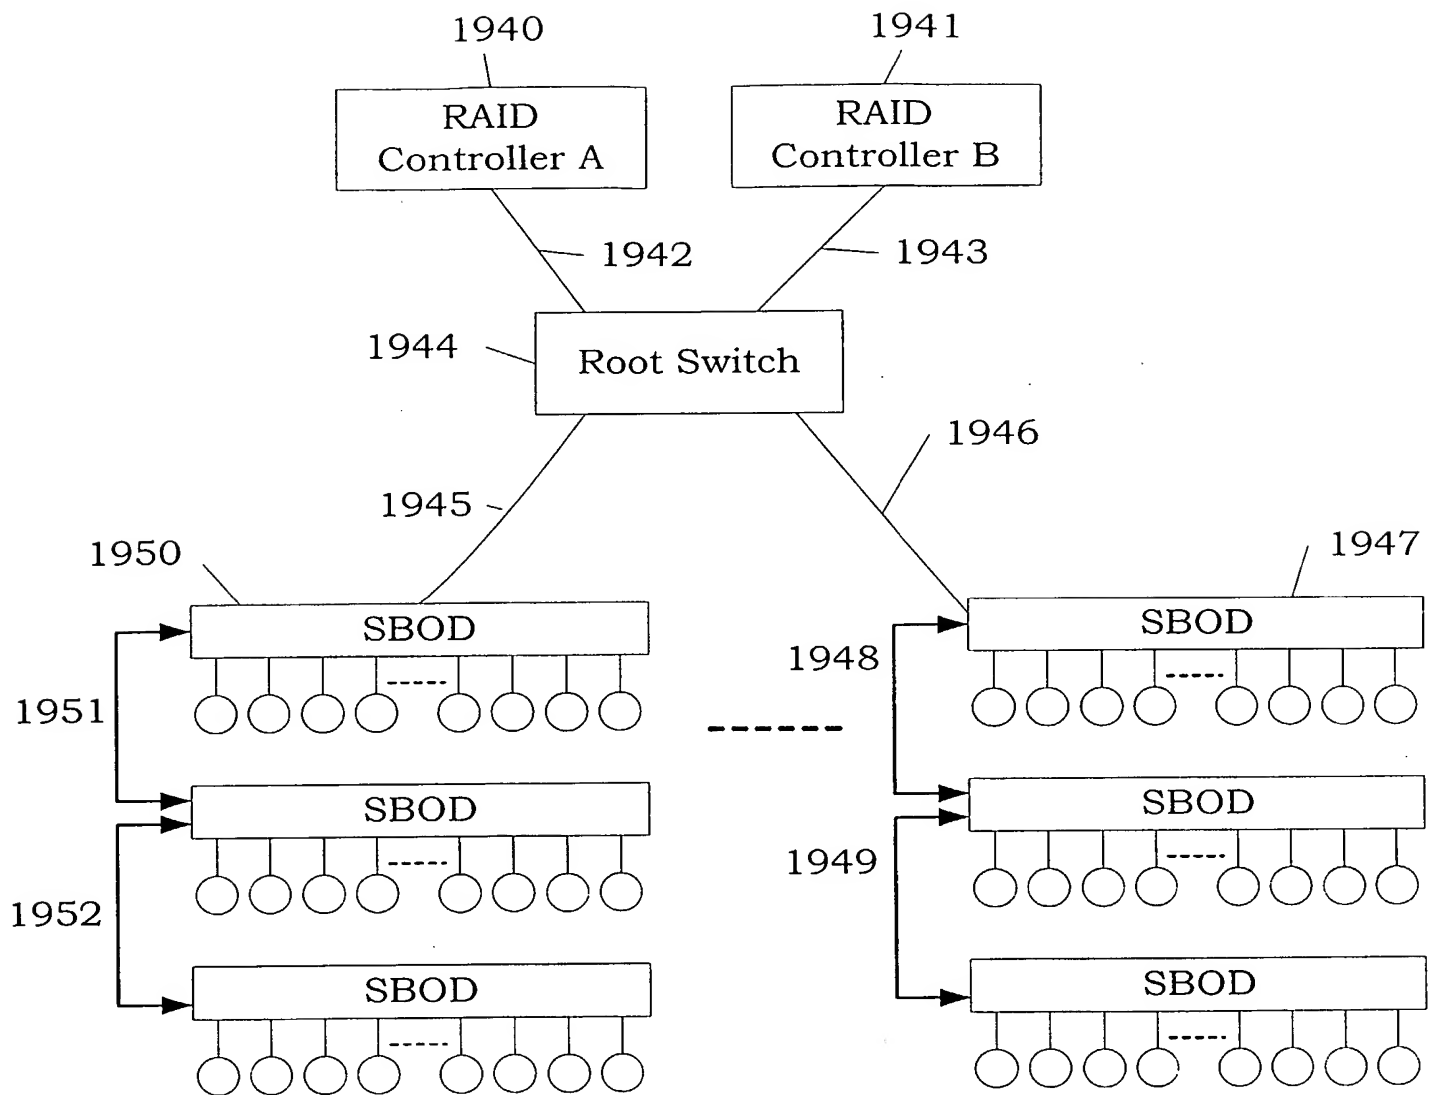 1940
1941
RAID
Controller A
RAID
Controller B
1942
1943
1944
Root Switch
1946
1945
1950
1947
SBOD
SBOD
1948
1951
SBOD
SBOD
1949
1952
SBOD
SBOD